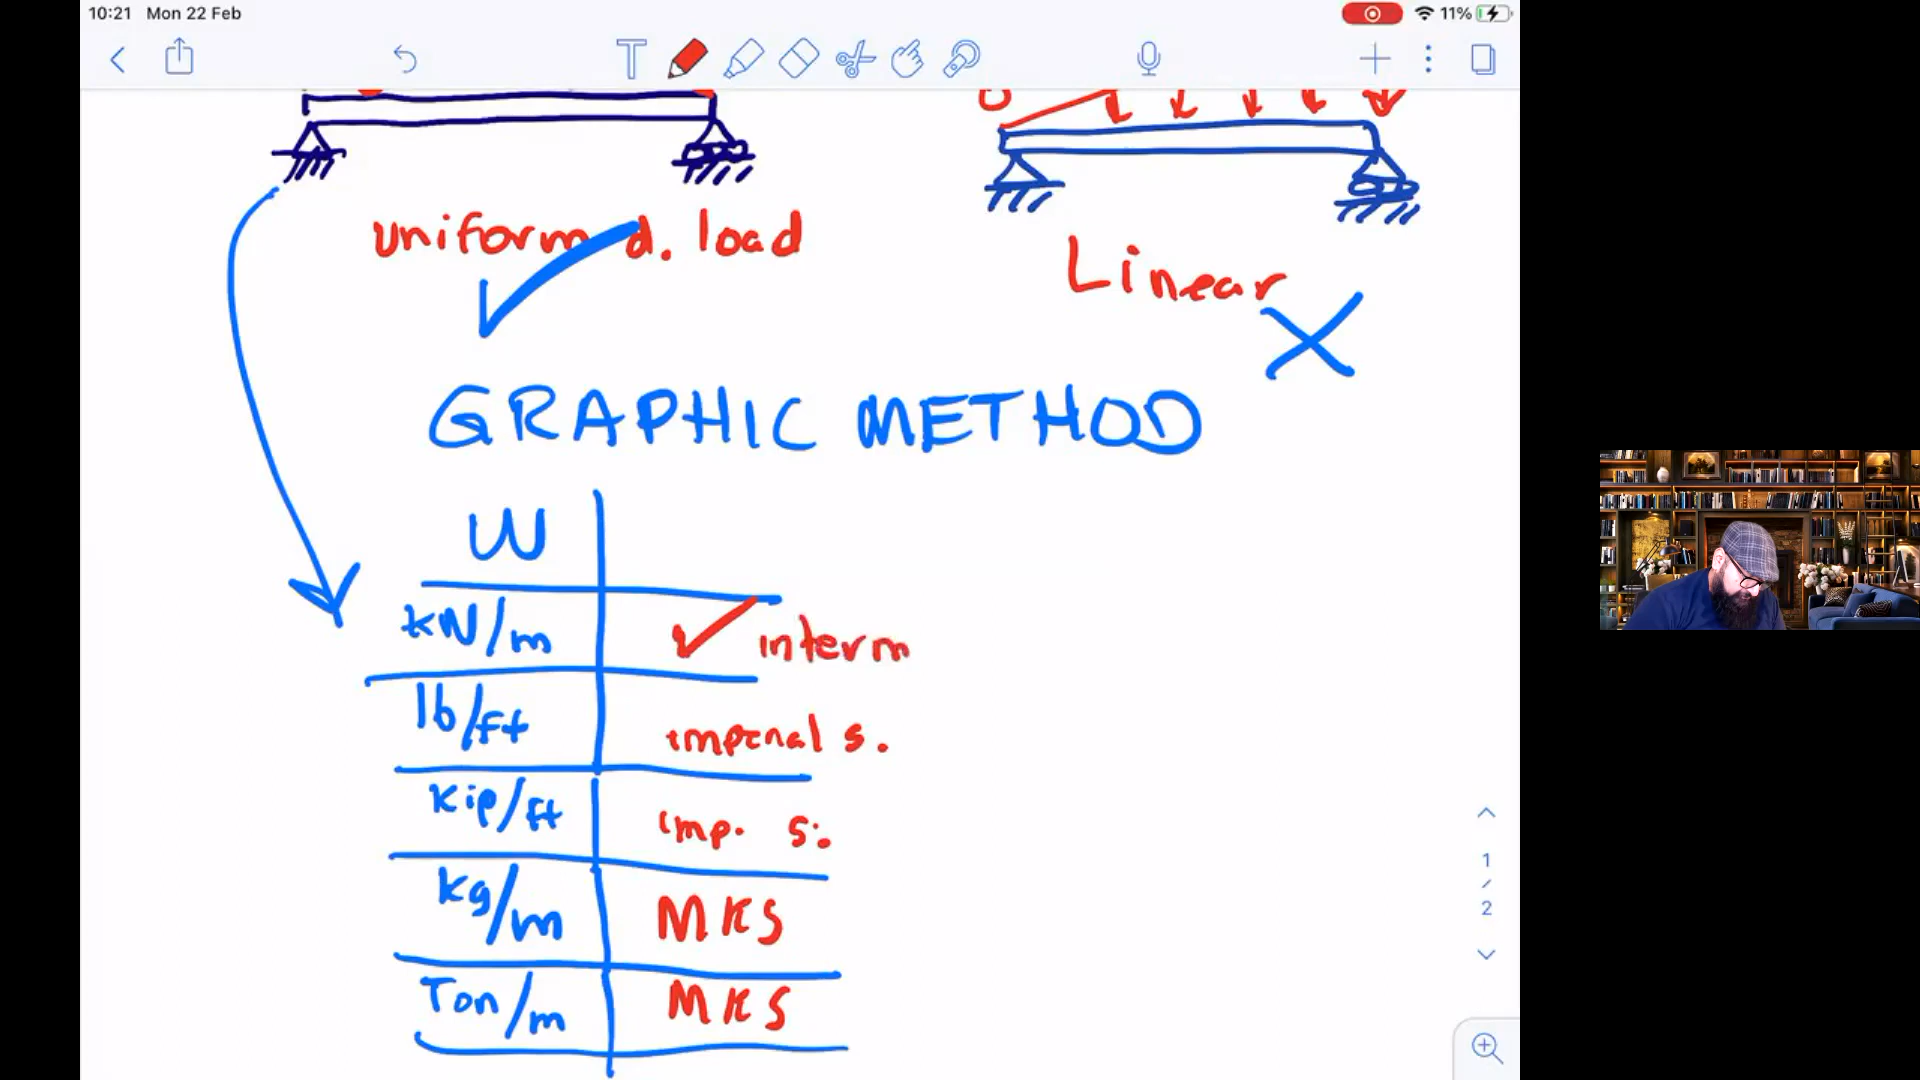 10:21 Mon 22 Feb
11%
T
0
uniform d. load
Linear
GRAPHIC METHOD
W
kN/m interm
lb/ft imperial s.
Kip/ft imp. s.
kg/m MKS
Ton/m MKS
1
/
2